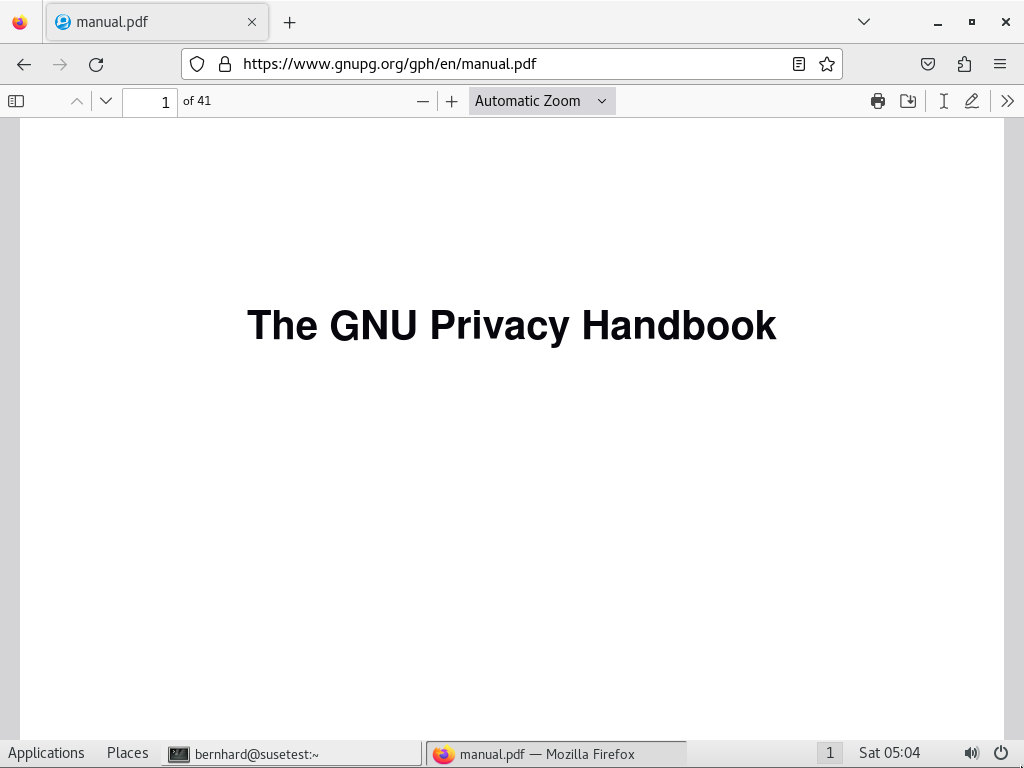 manual.pdf
https://www.gnupg.org/gph/en/manual.pdf
1 of 41 Automatic Zoom
The GNU Privacy Handbook
Applications Places bernhard@susetest:~ manual.pdf — Mozilla Firefox 1 Sat 05:04